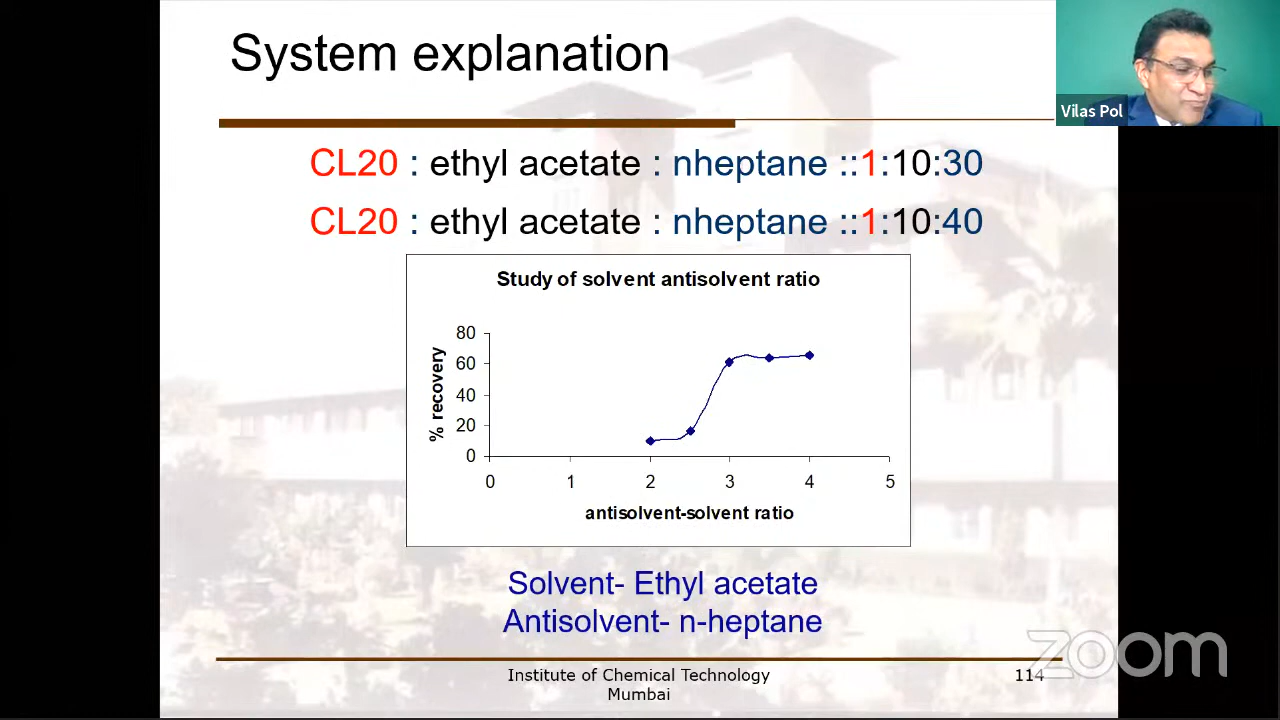 System explanation
Vilas Pol
CL20 : ethyl acetate : nheptane ::1:10:30
CL20 : ethyl acetate : nheptane ::1:10:40
Study of solvent antisolvent ratio
% recovery
80
60
40
20
0
0 1 2 3 4 5
antisolvent-solvent ratio
Solvent- Ethyl acetate
Antisolvent- n-heptane
Institute of Chemical Technology
Mumbai
114
zoom